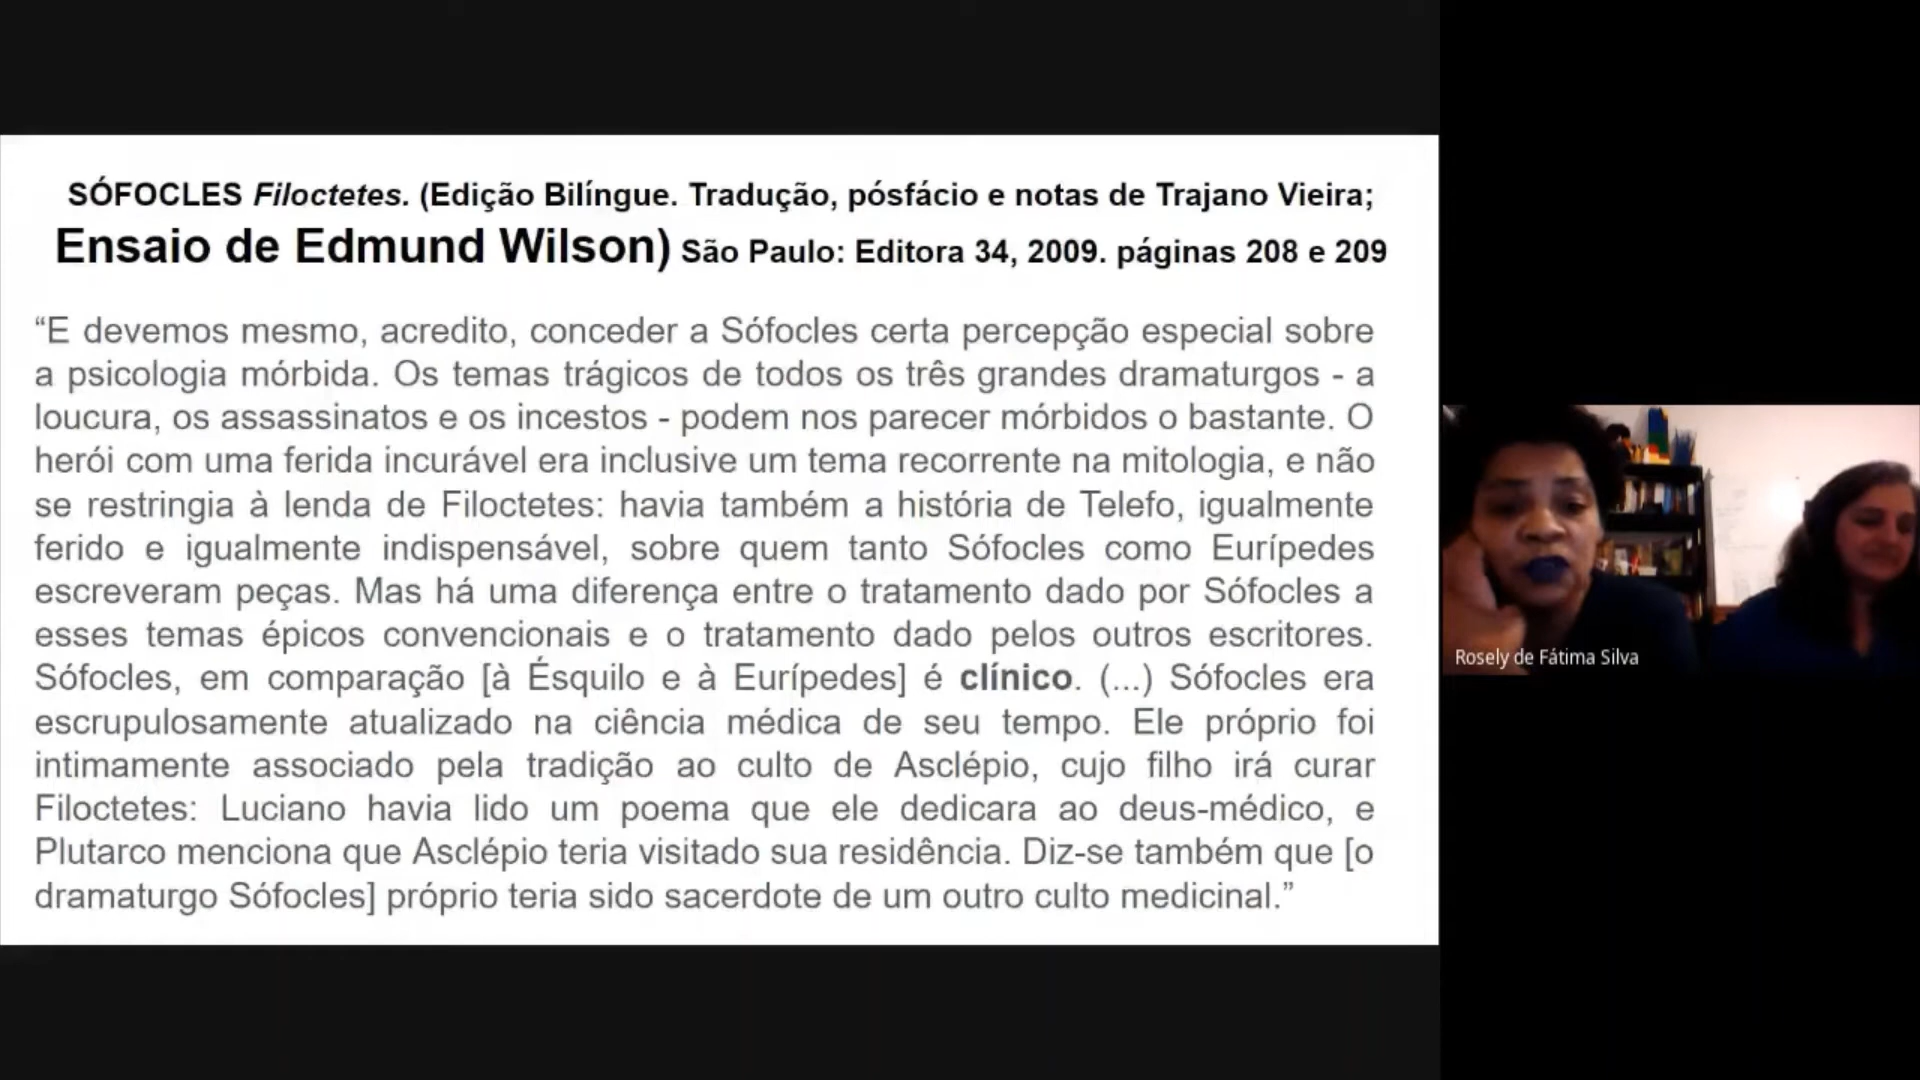 SÓFOCLES Filoctetes. (Edição Bilíngue. Tradução, pósfácio e notas de Trajano Vieira;
Ensaio de Edmund Wilson) São Paulo: Editora 34, 2009. páginas 208 e 209
“E devemos mesmo, acredito, conceder a Sófocles certa percepção especial sobre
a psicologia mórbida. Os temas trágicos de todos os três grandes dramaturgos - a
loucura, os assassinatos e os incestos - podem nos parecer mórbidos o bastante. O
herói com uma ferida incurável era inclusive um tema recorrente na mitologia, e não
se restringia à lenda de Filoctetes: havia também a história de Telefo, igualmente
ferido e igualmente indispensável, sobre quem tanto Sófocles como Eurípedes
escreveram peças. Mas há uma diferença entre o tratamento dado por Sófocles a
esses temas épicos convencionais e o tratamento dado pelos outros escritores.
Sófocles, em comparação [à Ésquilo e à Eurípedes] é clínico. (...) Sófocles era
escrupulosamente atualizado na ciência médica de seu tempo. Ele próprio foi
intimamente associado pela tradição ao culto de Asclépio, cujo filho irá curar
Filoctetes: Luciano havia lido um poema que ele dedicara ao deus-médico, e
Plutarco menciona que Asclépio teria visitado sua residência. Diz-se também que [o
dramaturgo Sófocles] próprio teria sido sacerdote de um outro culto medicinal.”
Rosely de Fátima Silva